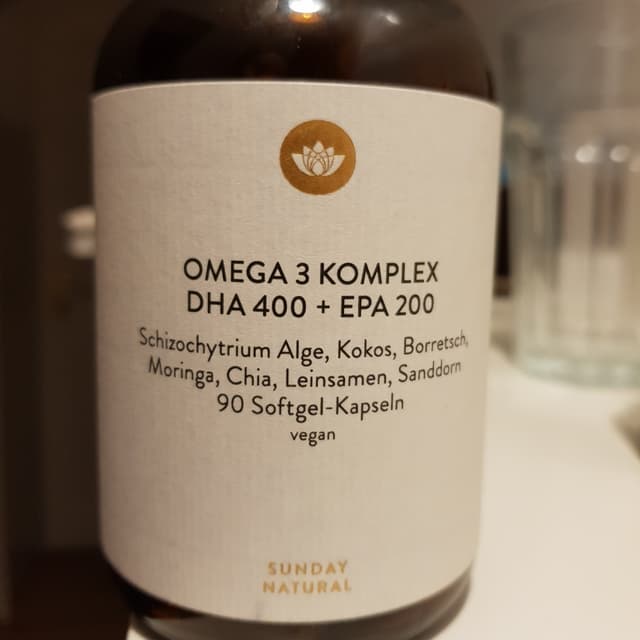 OMEGA 3 KOMPLEX
DHA 400 + EPA 200
Schizochytrium Alge, Kokos, Borretsch,
Moringa, Chia, Leinsamen, Sanddorn
90 Softgel-Kapseln
vegan
SUNDAY
NATURAL